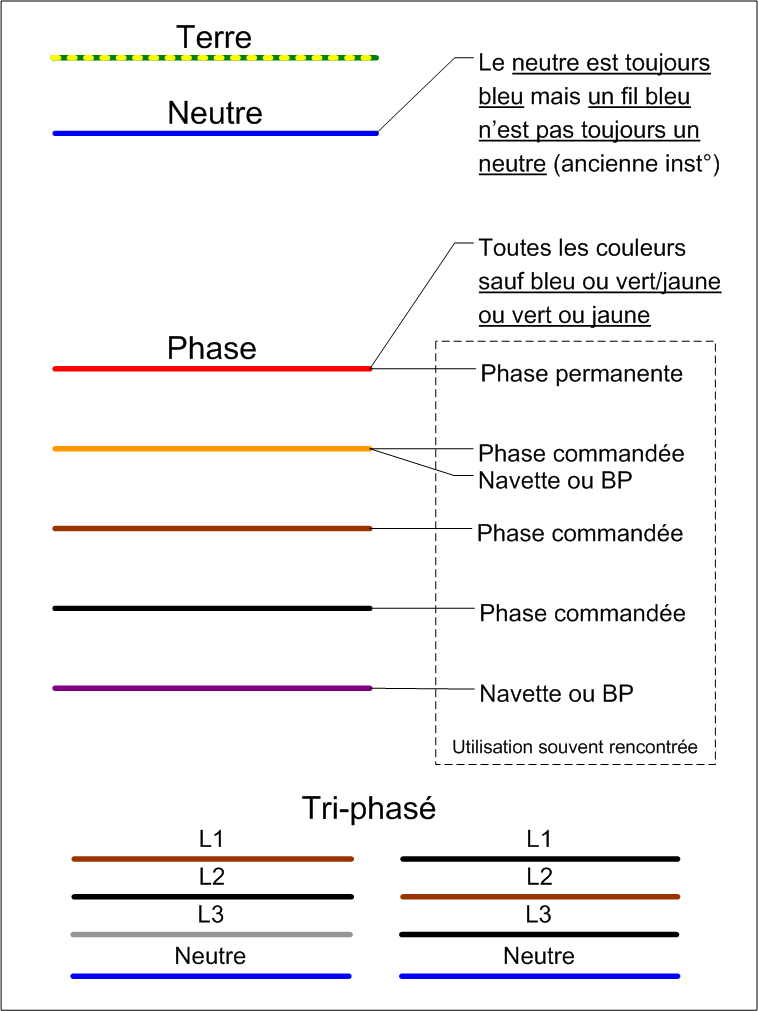 Terre
Neutre
Le neutre est toujours
bleu mais un fil bleu
n'est pas toujours un
neutre (ancienne inst°)
Toutes les couleurs
sauf bleu ou vert/jaune
ou vert ou jaune
Phase
Phase permanente
Phase commandée
Navette ou BP
Phase commandée
Phase commandée
Navette ou BP
Utilisation souvent rencontrée
Tri-phasé
L1
L2
L3
Neutre
L1
L2
L3
Neutre